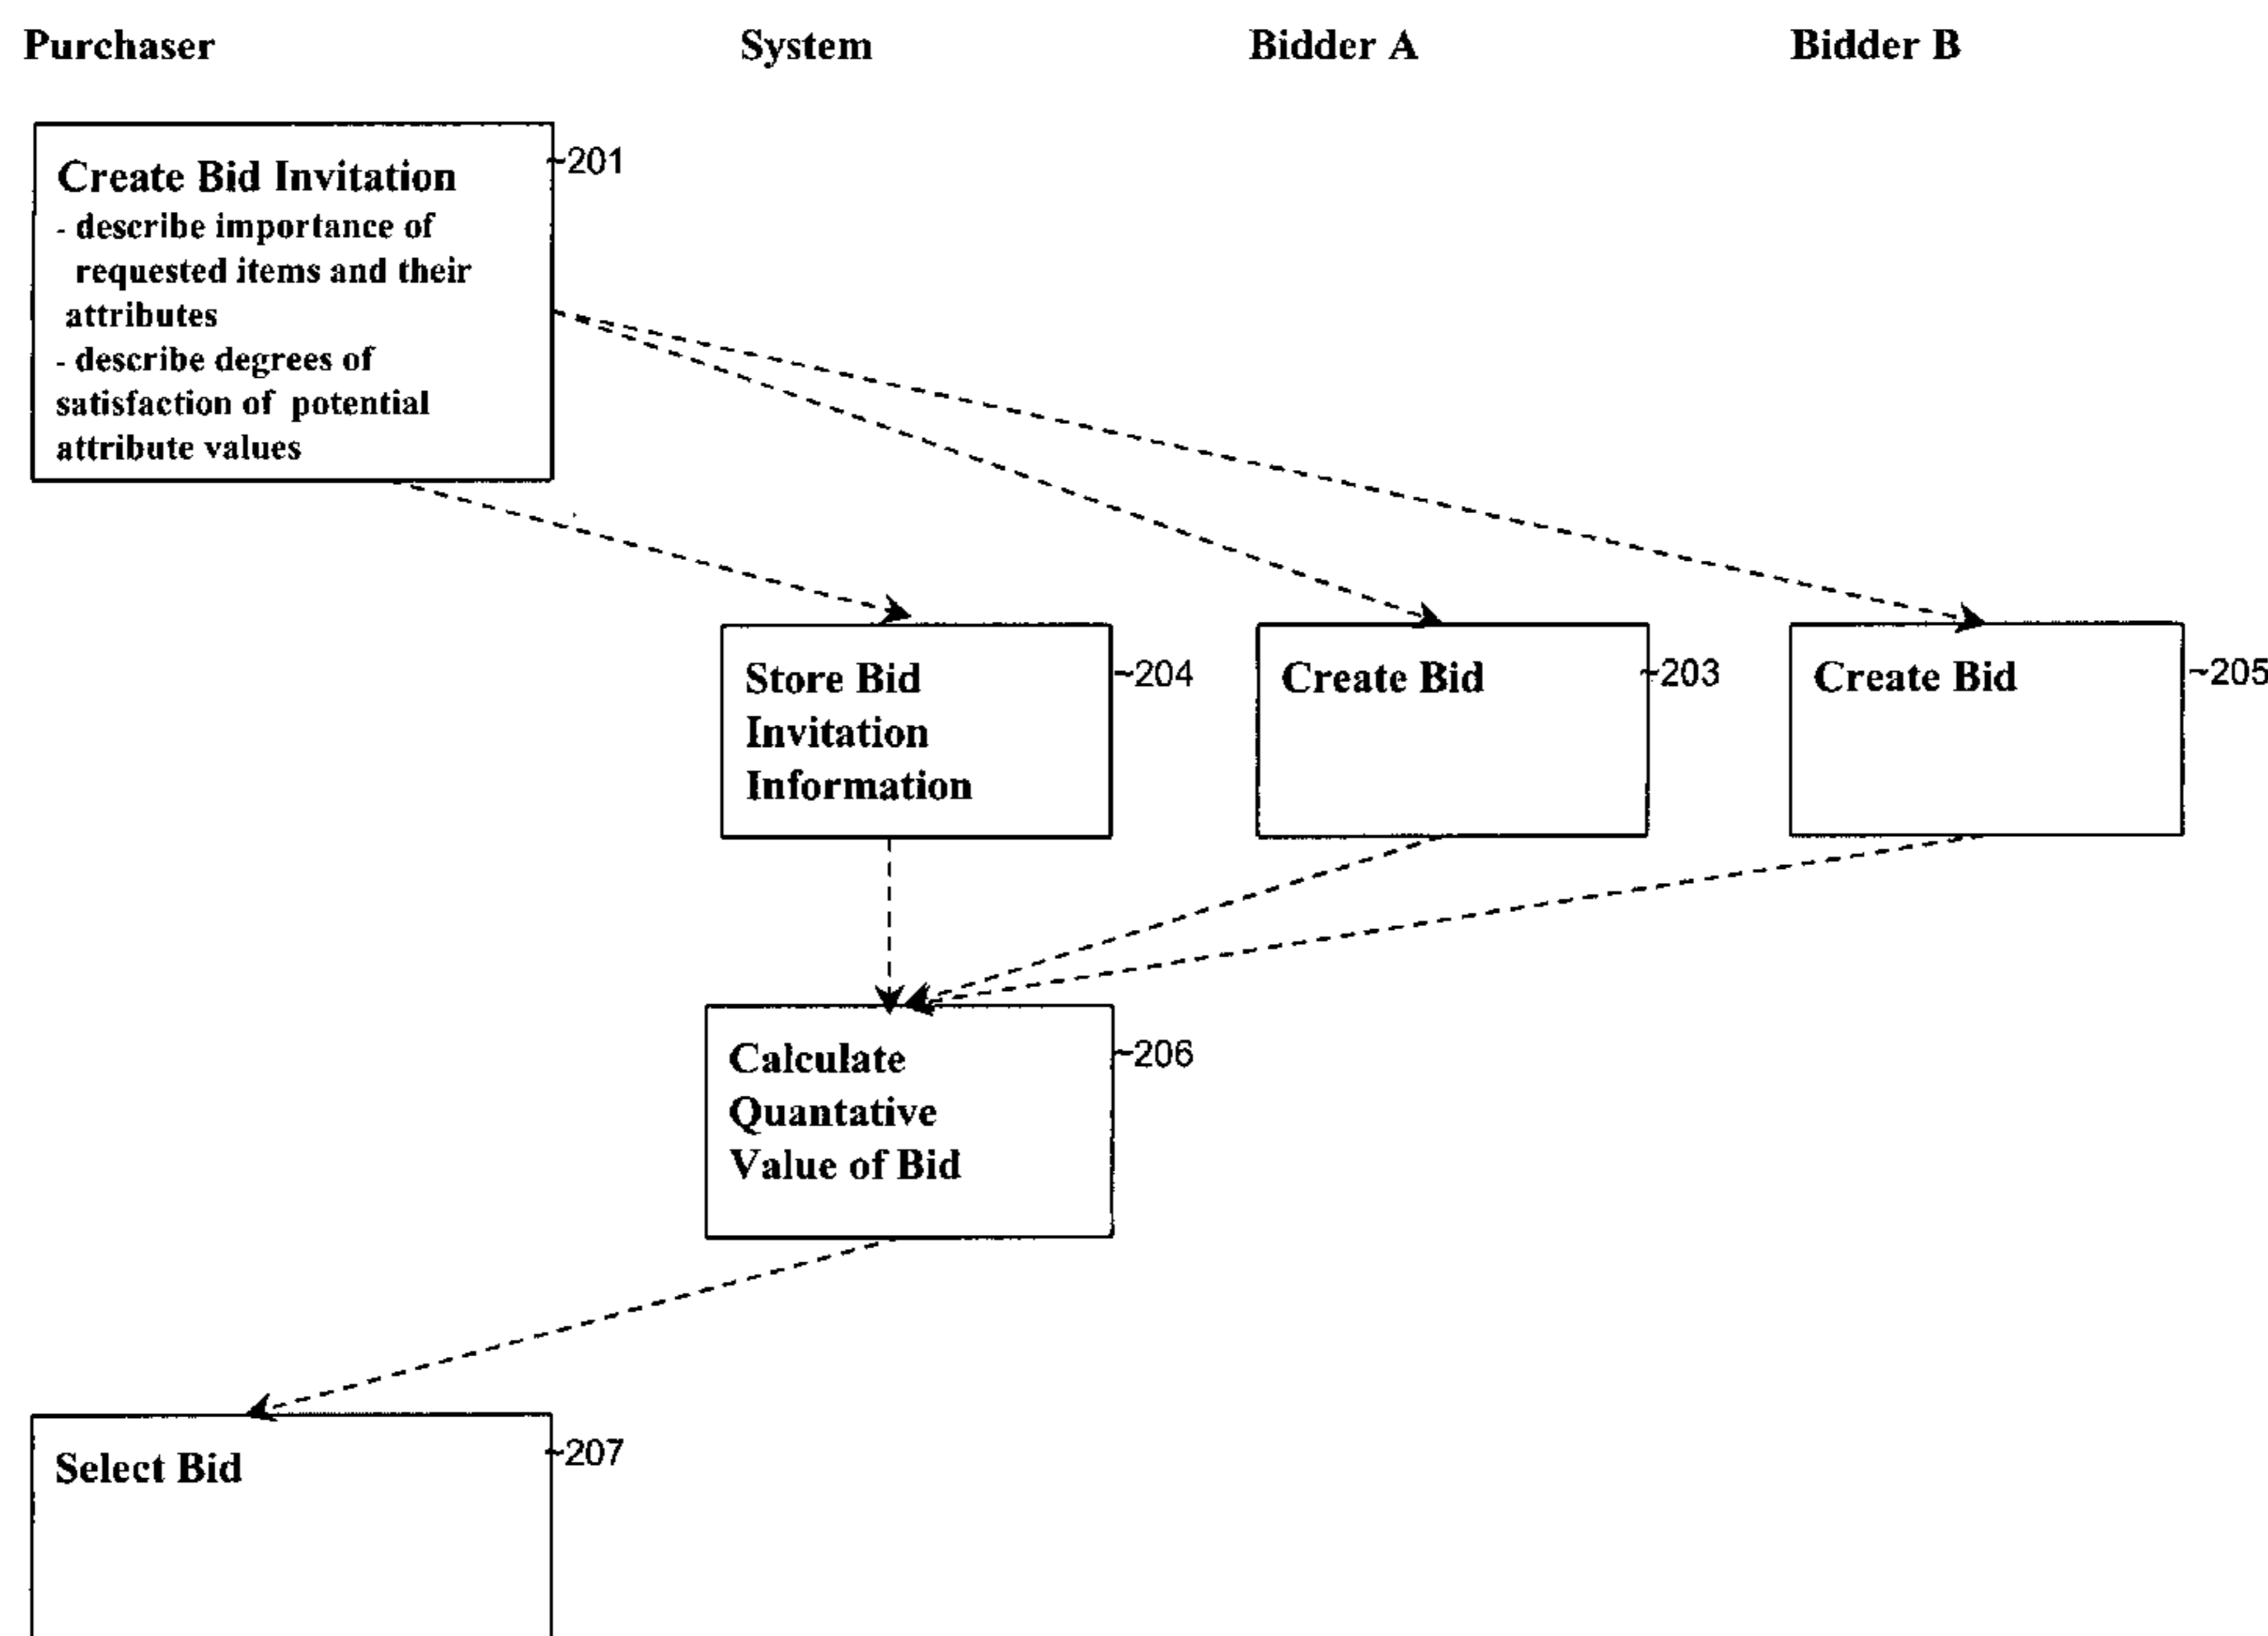 Purchaser System Bidder A Bidder B
Create Bid Invitation
- describe importance of
requested items and their
attributes
- describe degrees of
satisfaction of potential
attribute values
~201
Store Bid
Invitation
Information
~204
Create Bid
~203
Create Bid
~205
Calculate
Quantative
Value of Bid
~206
Select Bid
~207